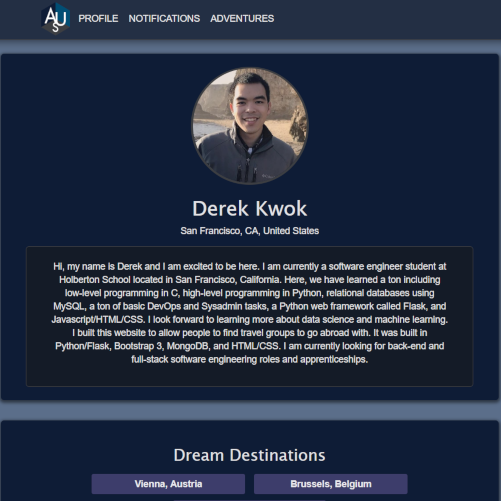 AUS
PROFILE NOTIFICATIONS ADVENTURES
Derek Kwok
San Francisco, CA, United States
Hi, my name is Derek and I am excited to be here. I am currently a software engineer student at
Holberton School located in San Francisco, California. Here, we have learned a ton including
low-level programming in C, high-level programming in Python, relational databases using
MySQL, a ton of basic DevOps and Sysadmin tasks, a Python web framework called Flask, and
Javascript/HTML/CSS. I look forward to learning more about data science and machine learning.
I built this website to allow people to find travel groups to go abroad with. It was built in
Python/Flask, Bootstrap 3, MongoDB, and HTML/CSS. I am currently looking for back-end and
full-stack software engineering roles and apprenticeships.
Dream Destinations
Vienna, Austria Brussels, Belgium